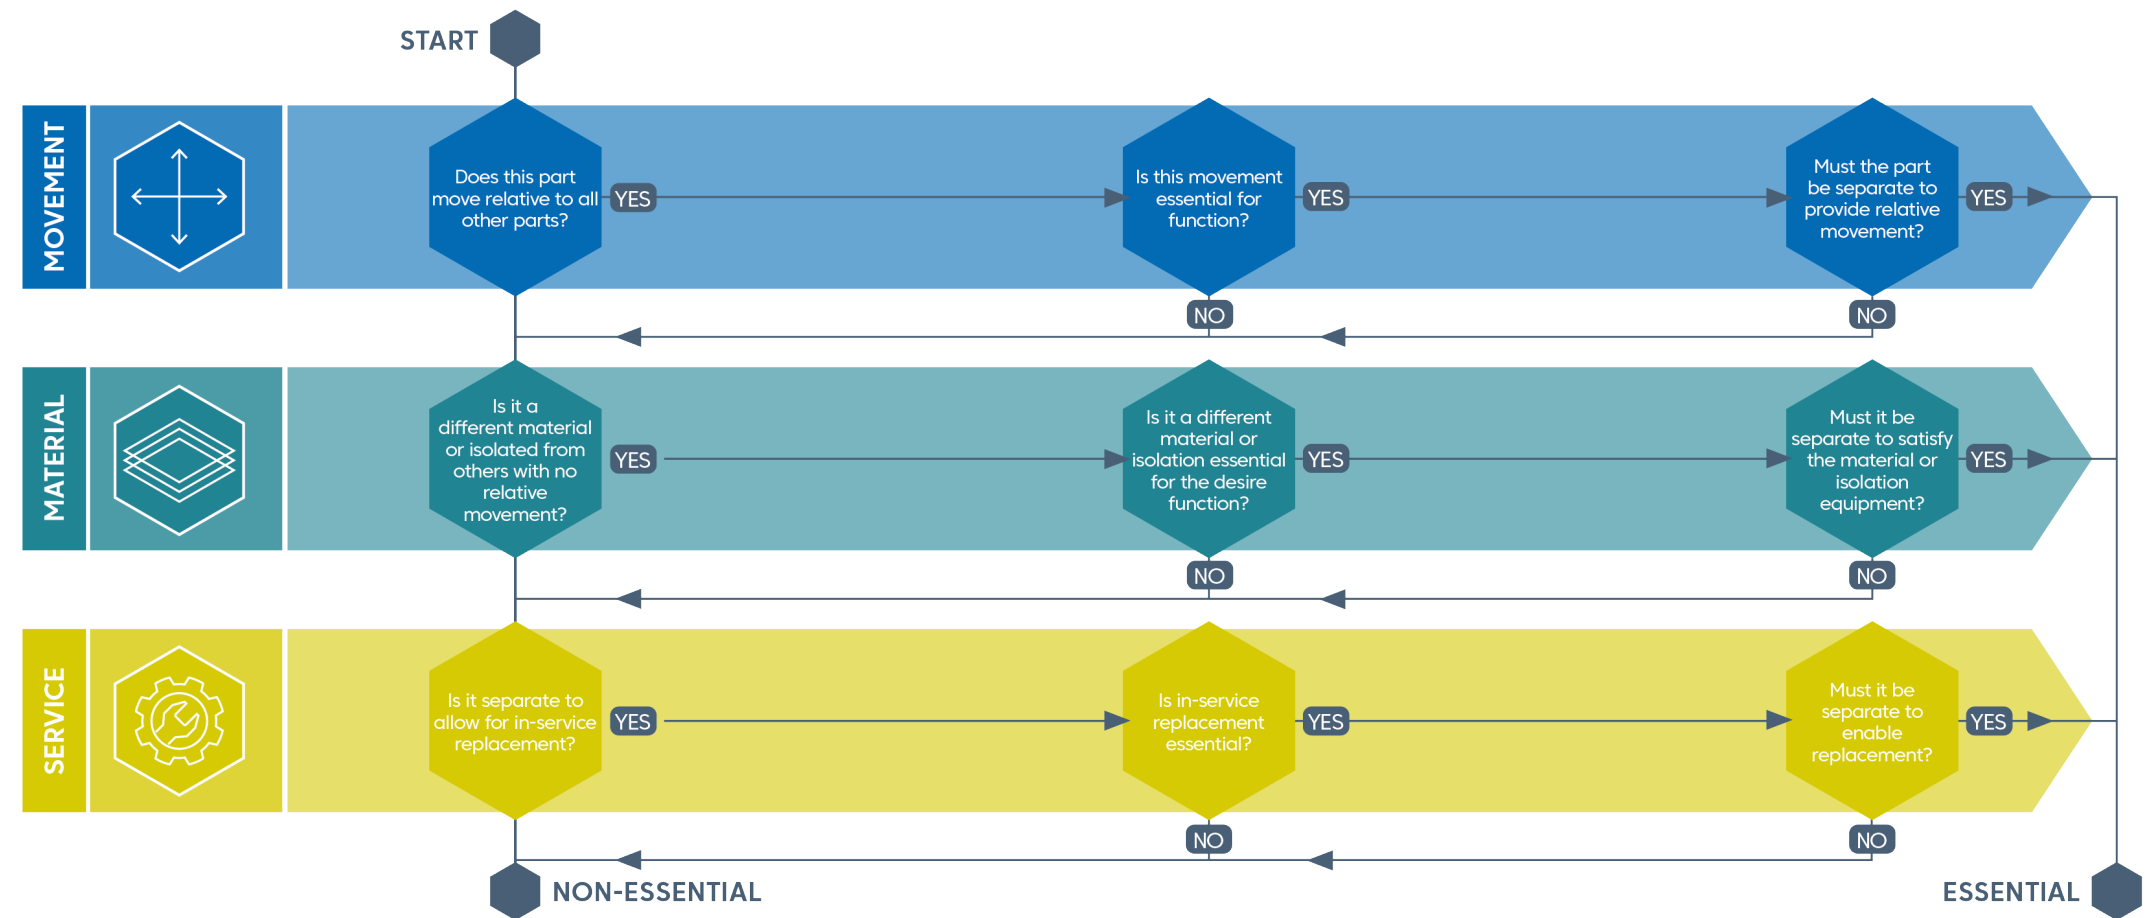 START
MOVEMENT
Does this part
move relative to all
other parts?
YES
Is this movement
essential for
function?
YES
Must the part
be separate to
provide relative
movement?
YES
NO
NO
MATERIAL
Is it a
different material
or isolated from
others with no
relative
movement?
YES
Is it a different
material or
isolation essential
for the desire
function?
YES
Must it be
separate to satisfy
the material or
isolation
equipment?
YES
NO
NO
SERVICE
Is it separate to
allow for in-service
replacement?
YES
Is in-service
replacement
essential?
YES
Must it be
separate to
enable
replacement?
YES
NO
NO
NON-ESSENTIAL
ESSENTIAL